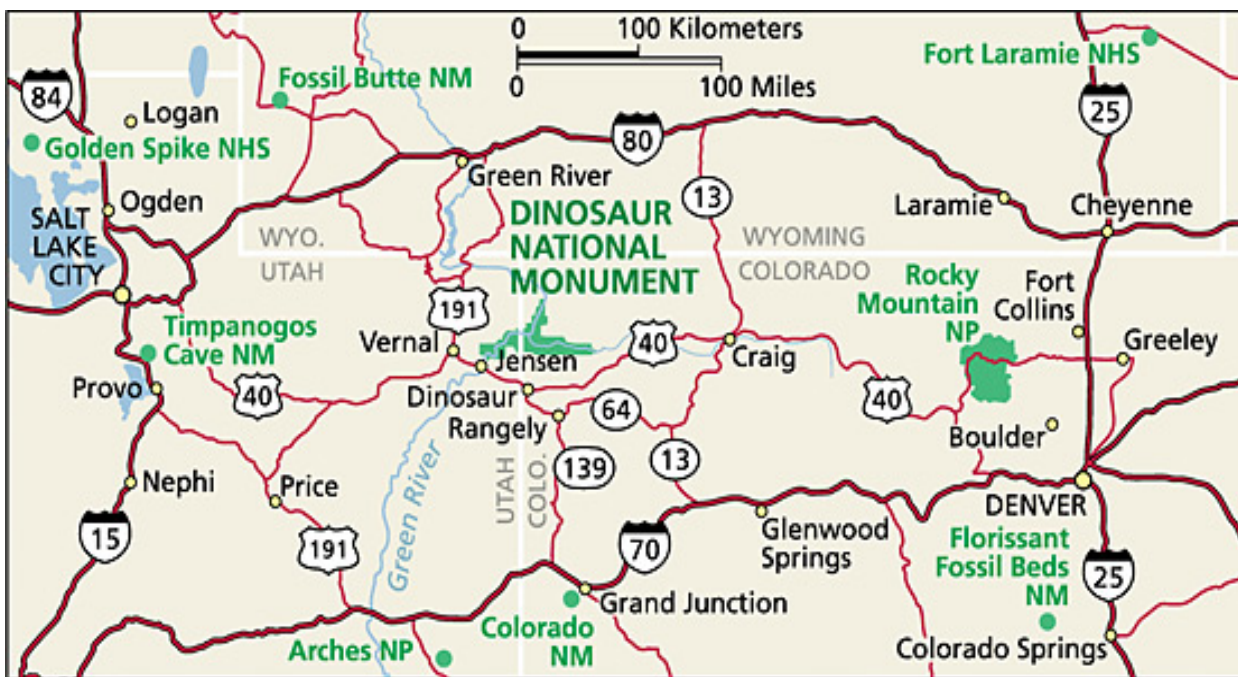 0 100 Kilometers
0 100 Miles
Fort Laramie NHS
Fossil Butte NM
84
Logan
25
Golden Spike NHS
80
Green River
13
Ogden
Laramie
Cheyenne
SALT
LAKE
CITY
DINOSAUR
NATIONAL
MONUMENT
WYO.
UTAH
WYOMING
COLORADO
Rocky
Mountain
NP
Fort
Collins
191
Timpanogos
Cave NM
Vernal
Jensen
40
Craig
Greeley
Provo
40
Dinosaur
Rangely
64
40
Boulder
139
13
Nephi
Price
Green River
UTAH
COLO.
DENVER
15
191
70
Glenwood
Springs
Florissant
Fossil Beds
NM
25
Grand Junction
Colorado
NM
Arches NP
Colorado Springs